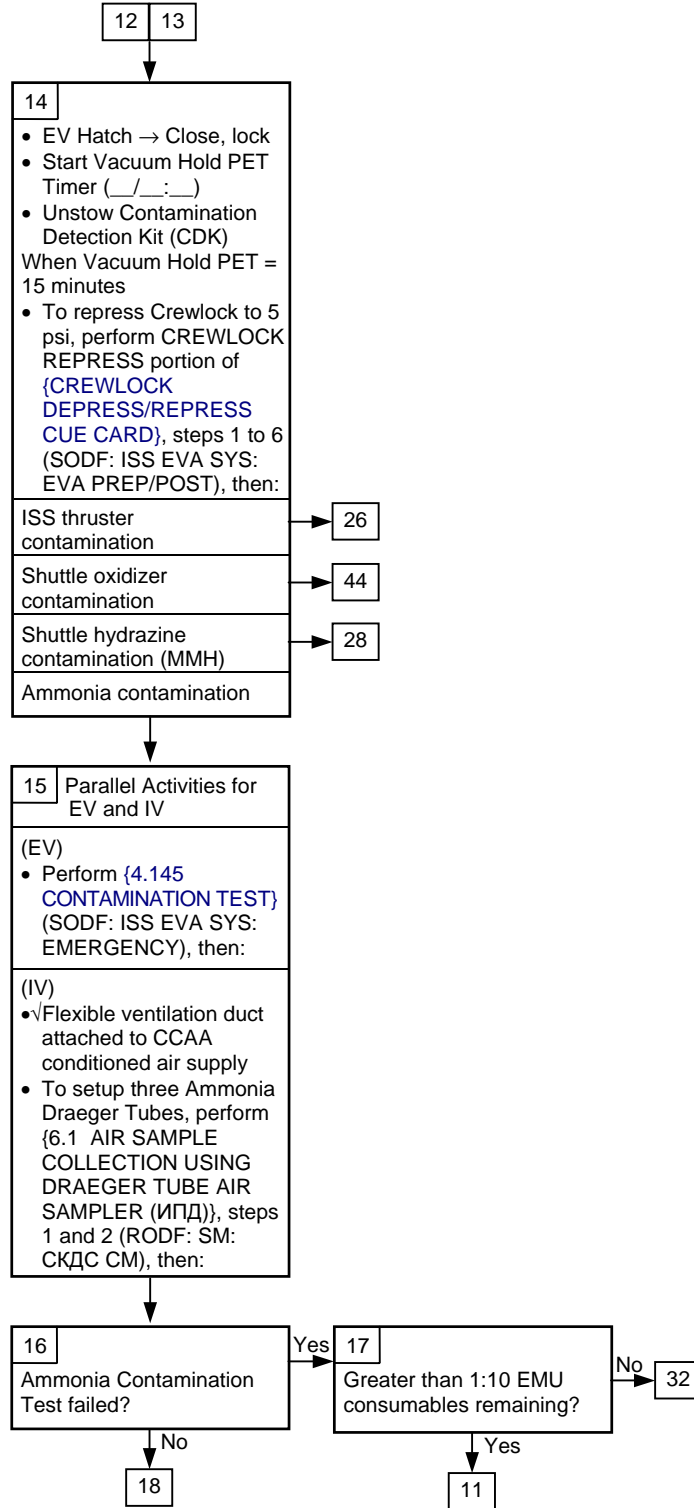 12 13
14
• EV Hatch → Close, lock
• Start Vacuum Hold PET
Timer (__/__:__)
• Unstow Contamination
Detection Kit (CDK)
When Vacuum Hold PET =
15 minutes
• To repress Crewlock to 5
psi, perform CREWLOCK
REPRESS portion of
{CREWLOCK
DEPRESS/REPRESS
CUE CARD}, steps 1 to 6
(SODF: ISS EVA SYS:
EVA PREP/POST), then:
ISS thruster
contamination
26
Shuttle oxidizer
contamination
44
Shuttle hydrazine
contamination (MMH)
28
Ammonia contamination
15 Parallel Activities for
EV and IV
(EV)
• Perform {4.145
CONTAMINATION TEST}
(SODF: ISS EVA SYS:
EMERGENCY), then:
(IV)
•√Flexible ventilation duct
attached to CCAA
conditioned air supply
• To setup three Ammonia
Draeger Tubes, perform
{6.1 AIR SAMPLE
COLLECTION USING
DRAEGER TUBE AIR
SAMPLER (ИПД)}, steps
1 and 2 (RODF: SM:
СКДС СМ), then:
16
Ammonia Contamination
Test failed?
Yes
No
18
17
Greater than 1:10 EMU
consumables remaining?
No
32
Yes
11